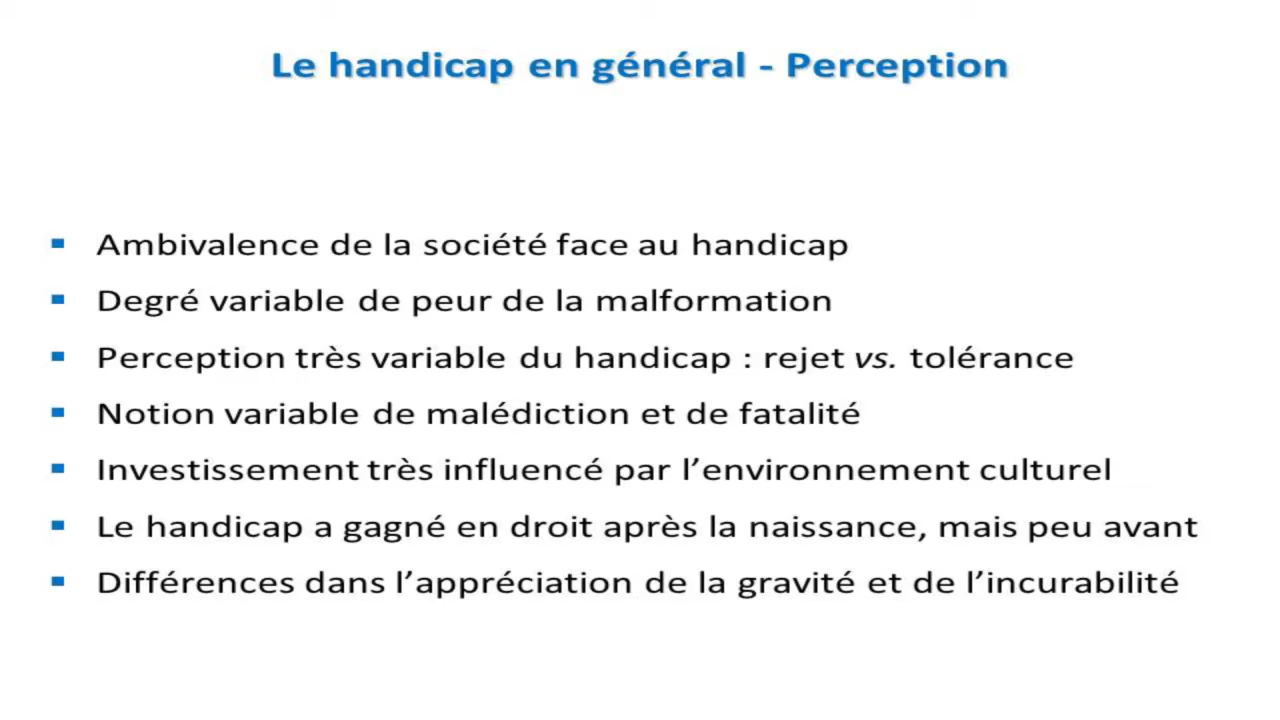 Le handicap en général - Perception
▪ Ambivalence de la société face au handicap
▪ Degré variable de peur de la malformation
▪ Perception très variable du handicap : rejet vs. tolérance
▪ Notion variable de malédiction et de fatalité
▪ Investissement très influencé par l’environnement culturel
▪ Le handicap a gagné en droit après la naissance, mais peu avant
▪ Différences dans l’appréciation de la gravité et de l’incurabilité